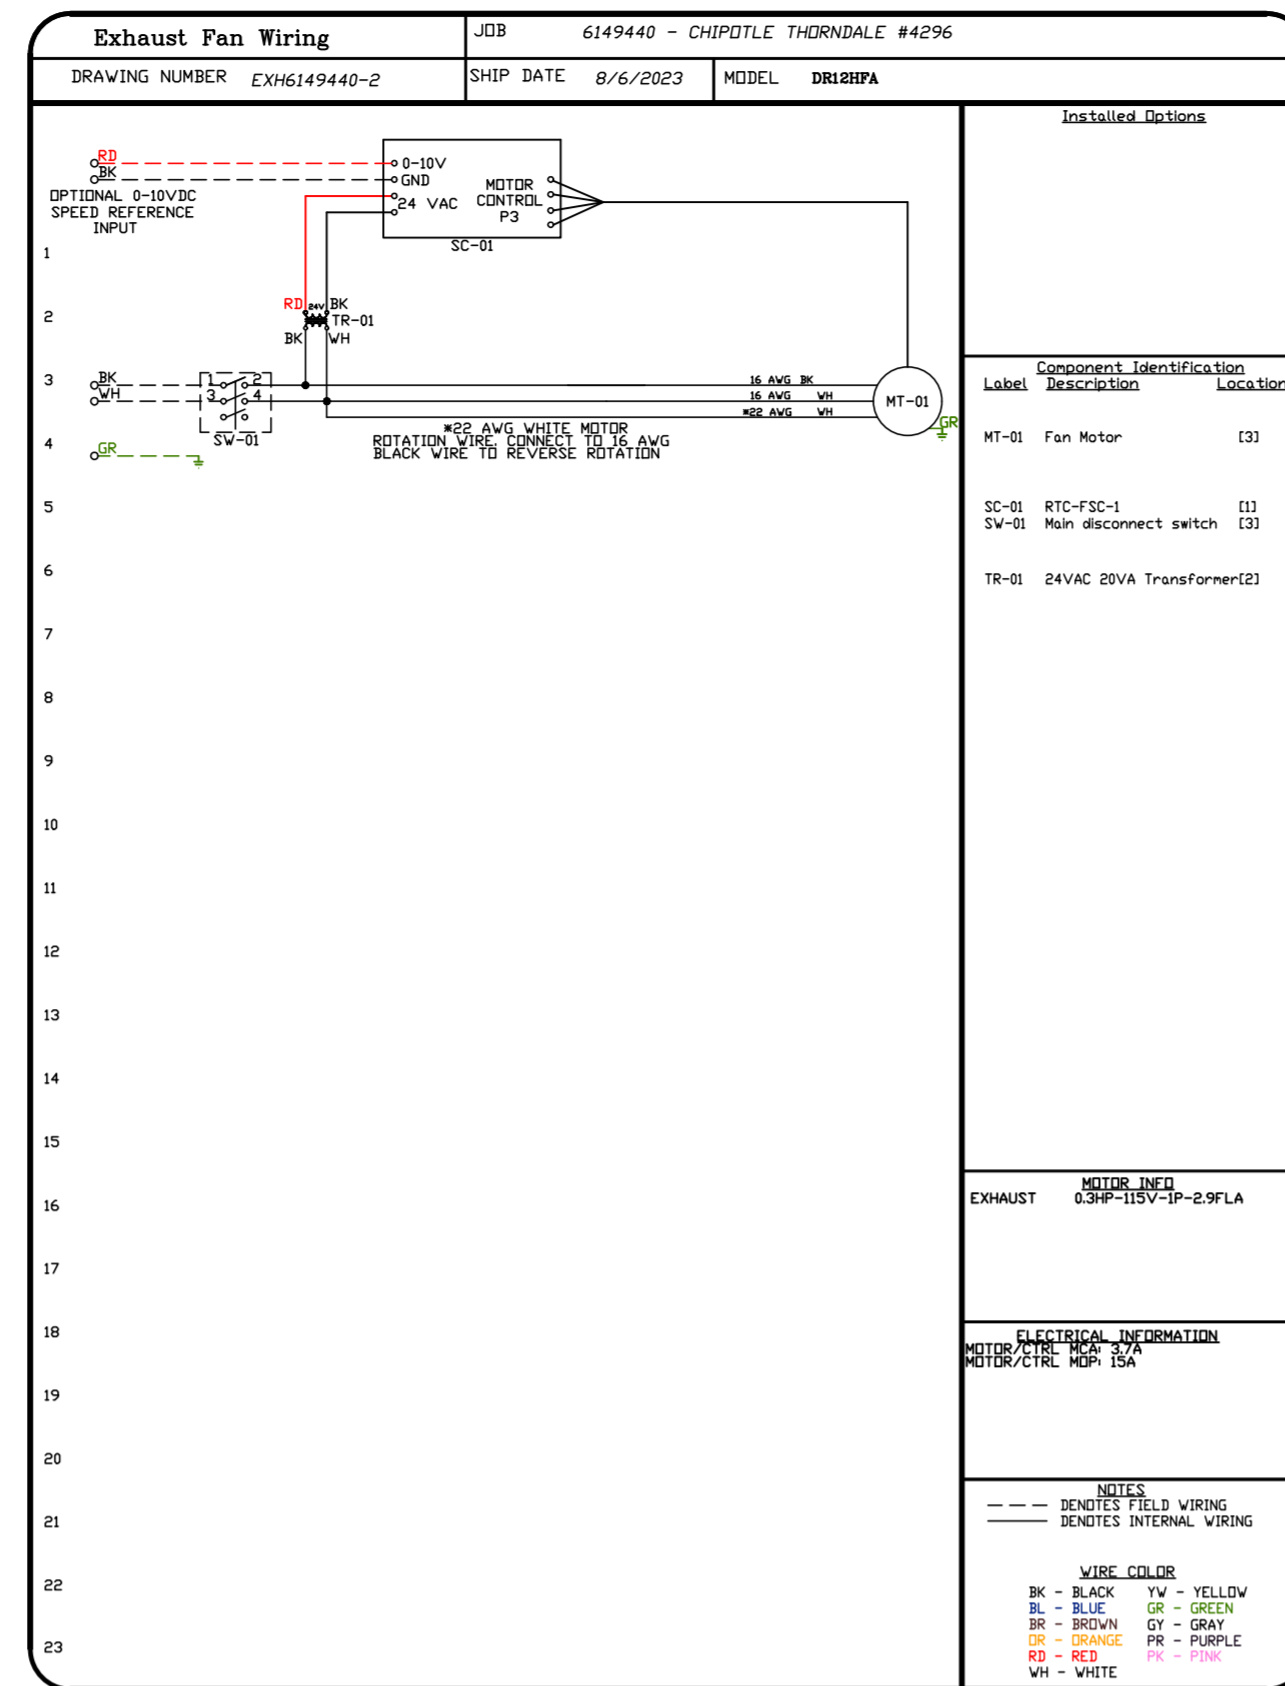 Exhaust Fan Wiring
JOB 6149440 - CHIPOTLE THORNDALE #4296
DRAWING NUMBER EXH6149440-2
SHIP DATE 8/6/2023
MODEL DR12HFA
RD
BK
OPTIONAL 0-10VDC
SPEED REFERENCE
INPUT
0-10V
GND
24 VAC
MOTOR
CONTROL
P3
SC-01
RD 24V BK
TR-01
BK WH
BK
WH
1 2
3 4
SW-01
GR
16 AWG BK
16 AWG WH
*22 AWG WH
MT-01
GR
*22 AWG WHITE MOTOR
ROTATION WIRE. CONNECT TO 16 AWG
BLACK WIRE TO REVERSE ROTATION
1
2
3
4
5
6
7
8
9
10
11
12
13
14
15
16
17
18
19
20
21
22
23
Installed Options
Component Identification
Label Description Location
MT-01 Fan Motor [3]
SC-01 RTC-FSC-1 [1]
SW-01 Main disconnect switch [3]
TR-01 24VAC 20VA Transformer[2]
MOTOR INFO
EXHAUST 0.3HP-115V-1P-2.9FLA
ELECTRICAL INFORMATION
MOTOR/CTRL MCA: 3.7A
MOTOR/CTRL MOP: 15A
NOTES
DENOTES FIELD WIRING
DENOTES INTERNAL WIRING
WIRE COLOR
BK - BLACK YW - YELLOW
BL - BLUE GR - GREEN
BR - BROWN GY - GRAY
OR - ORANGE PR - PURPLE
RD - RED PK - PINK
WH - WHITE